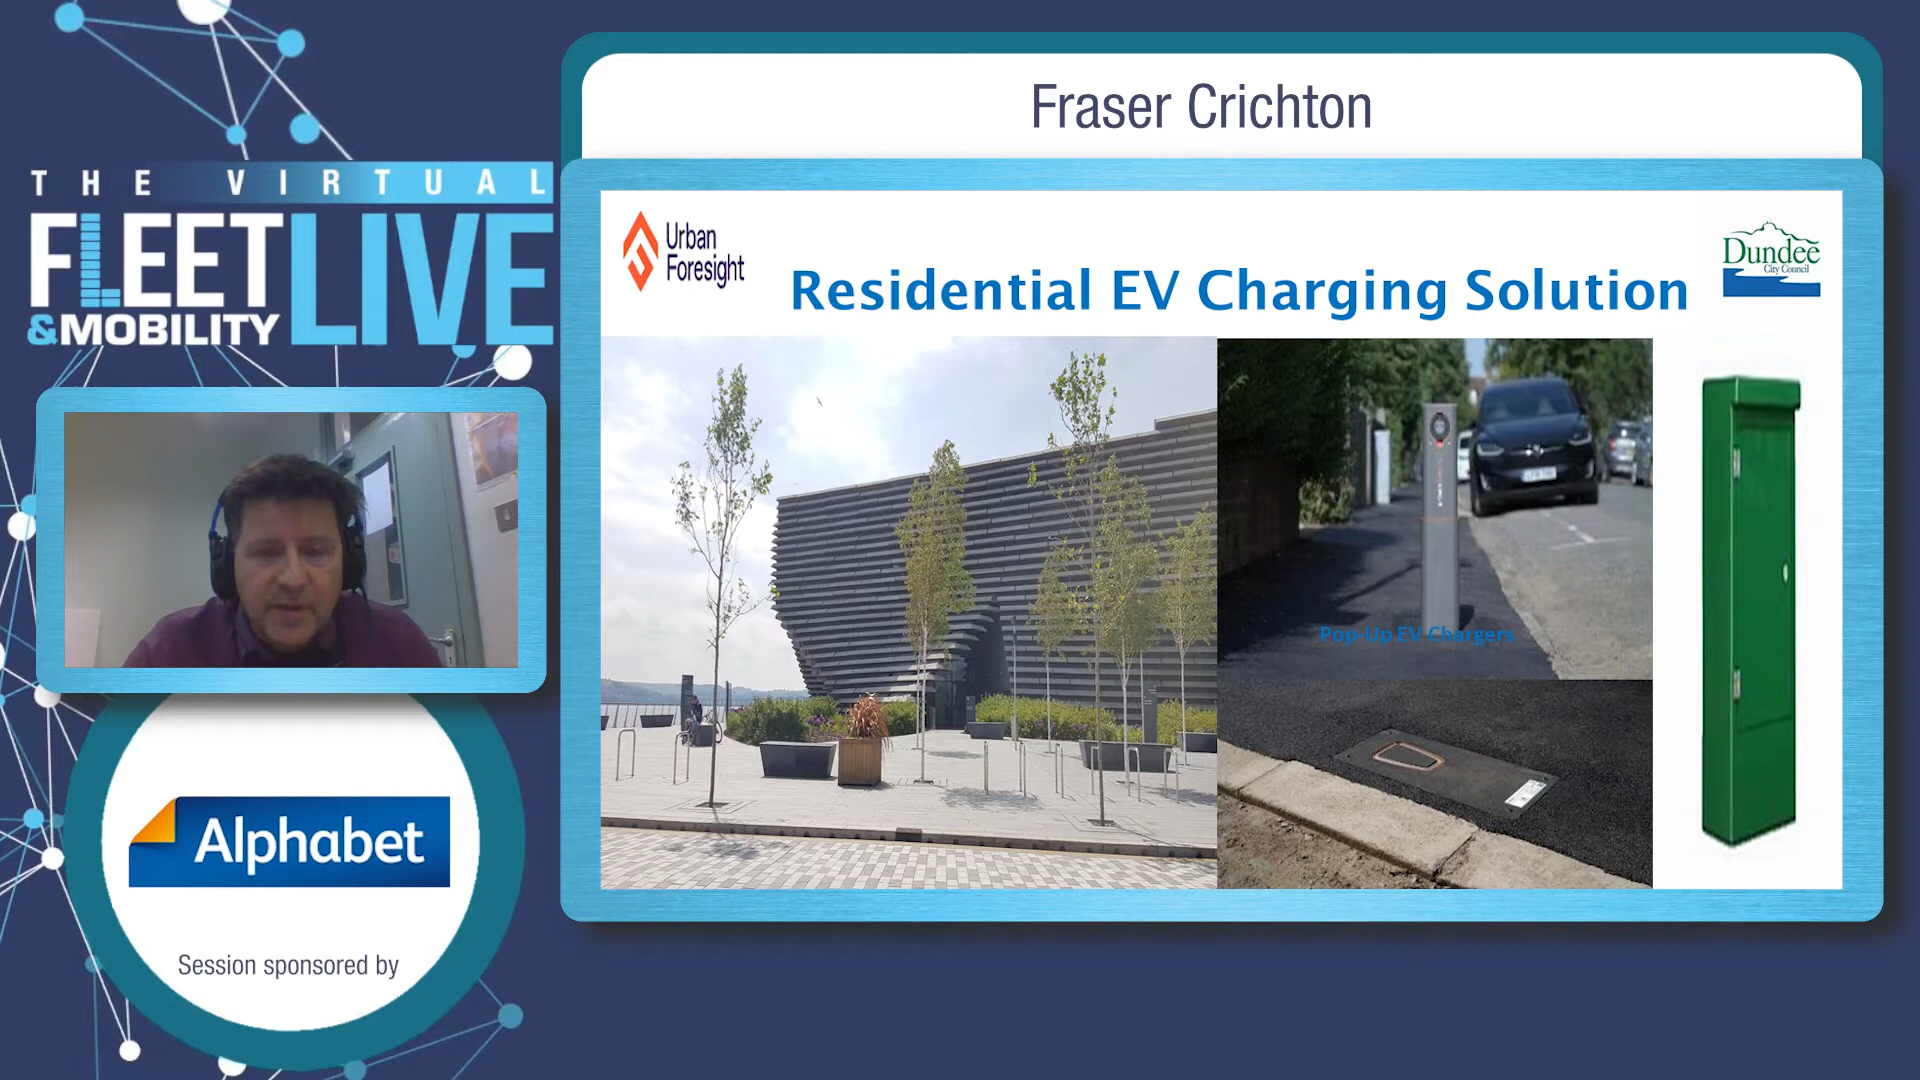 THE VIRTUAL
FLEET
&MOBILITY
LIVE
Alphabet
Session sponsored by
Fraser Crichton
Urban
Foresight
Residential EV Charging Solution
Dundee
City Council
Pop-Up EV Chargers